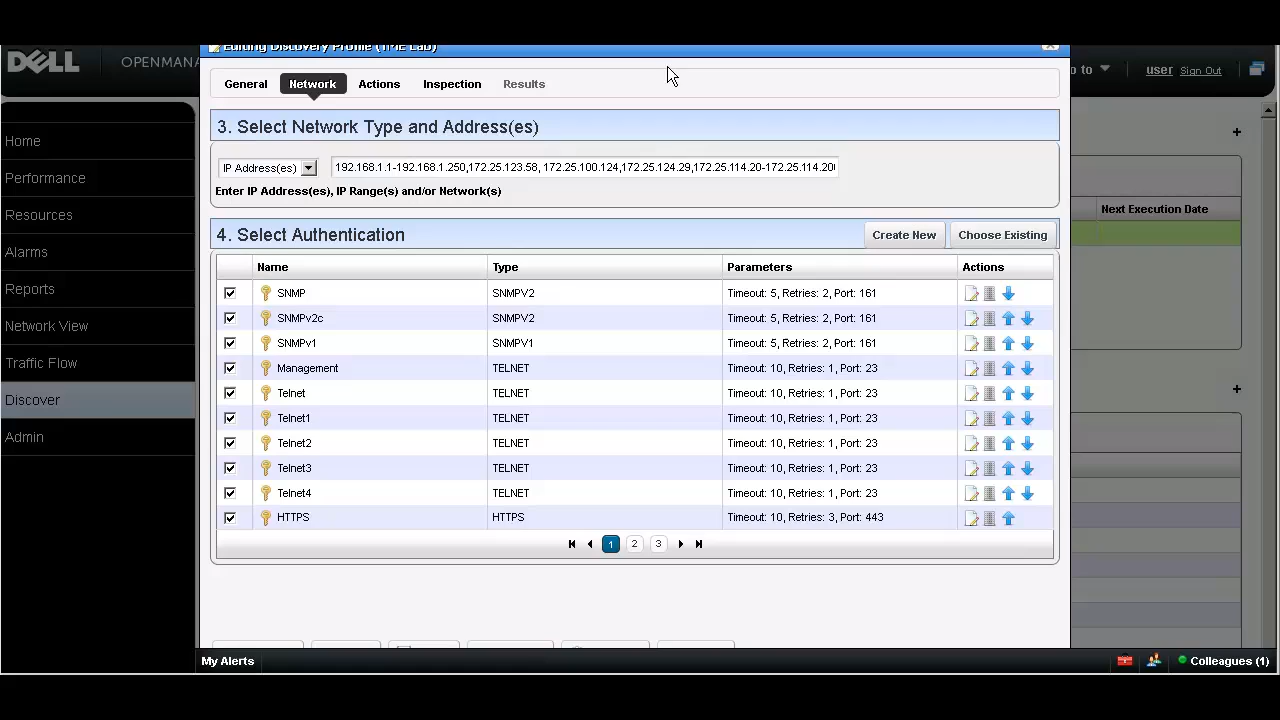 Editing Discovery Profile (TME Lab)
DELL
OPENMANA
o to
user Sign Out
General Network Actions Inspection Results
3. Select Network Type and Address(es)
IP Address(es) 192.168.1.1-192.168.1.250,172.25.123.58, 172.25.100.124,172.25.124.29,172.25.114.20-172.25.114.20
Enter IP Address(es), IP Range(s) and/or Network(s)
4. Select Authentication
Create New Choose Existing
Name Type Parameters Actions
SNMP SNMPV2 Timeout: 5, Retries: 2, Port: 161
SNMPv2c SNMPV2 Timeout: 5, Retries: 2, Port: 161
SNMPv1 SNMPV1 Timeout: 5, Retries: 2, Port: 161
Management TELNET Timeout: 10, Retries: 1, Port: 23
Telnet TELNET Timeout: 10, Retries: 1, Port: 23
Telnet1 TELNET Timeout: 10, Retries: 1, Port: 23
Telnet2 TELNET Timeout: 10, Retries: 1, Port: 23
Telnet3 TELNET Timeout: 10, Retries: 1, Port: 23
Telnet4 TELNET Timeout: 10, Retries: 1, Port: 23
HTTPS HTTPS Timeout: 10, Retries: 3, Port: 443
1 2 3
Home
Performance
Resources
Alarms
Reports
Network View
Traffic Flow
Discover
Admin
Next Execution Date
My Alerts
Colleagues (1)